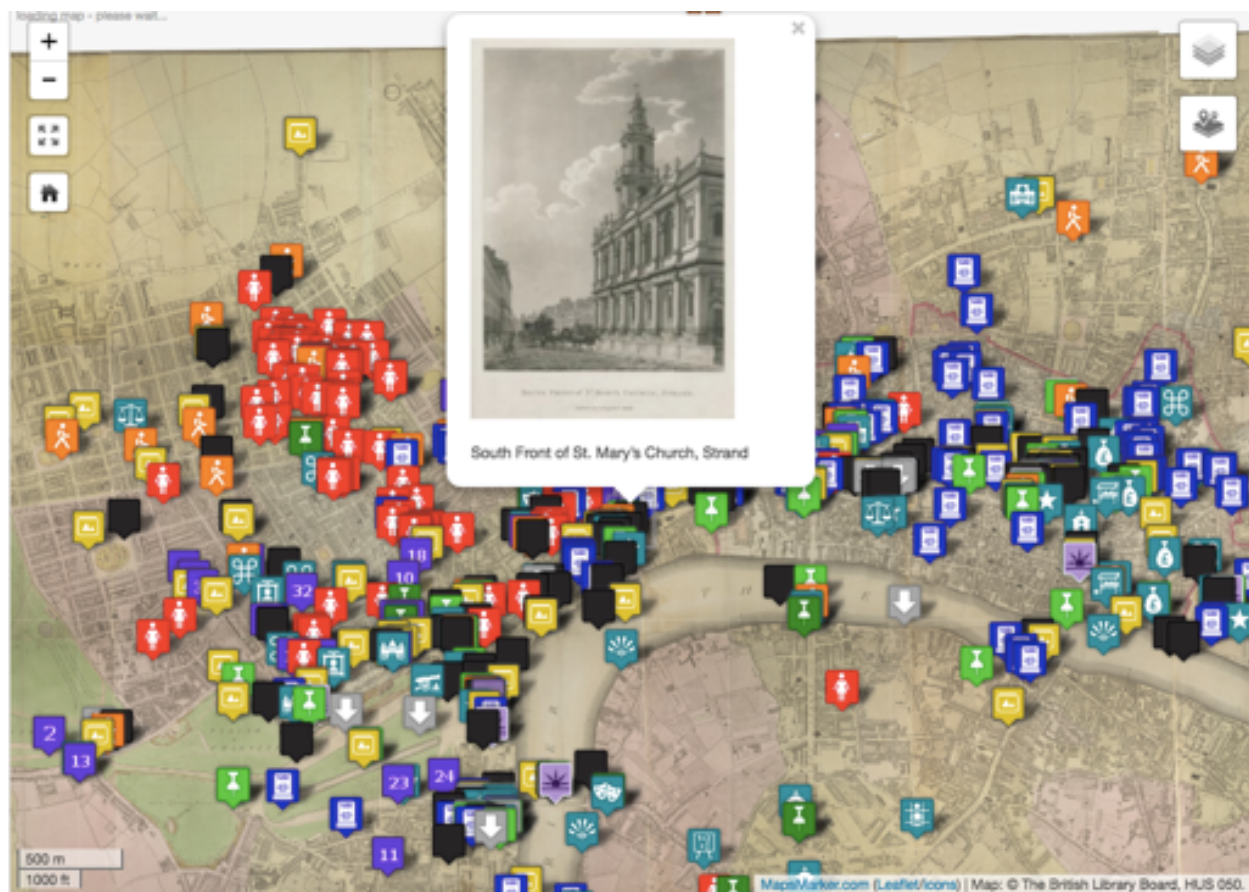 loading map - please wait...
+
×
−
South Front of St. Mary's Church, Strand
18
10
32
2
13
23
24
11
500 m
1000 ft
MapsMarker.com (Leaflet/icons) | Map: © The British Library Board, HUS 050.